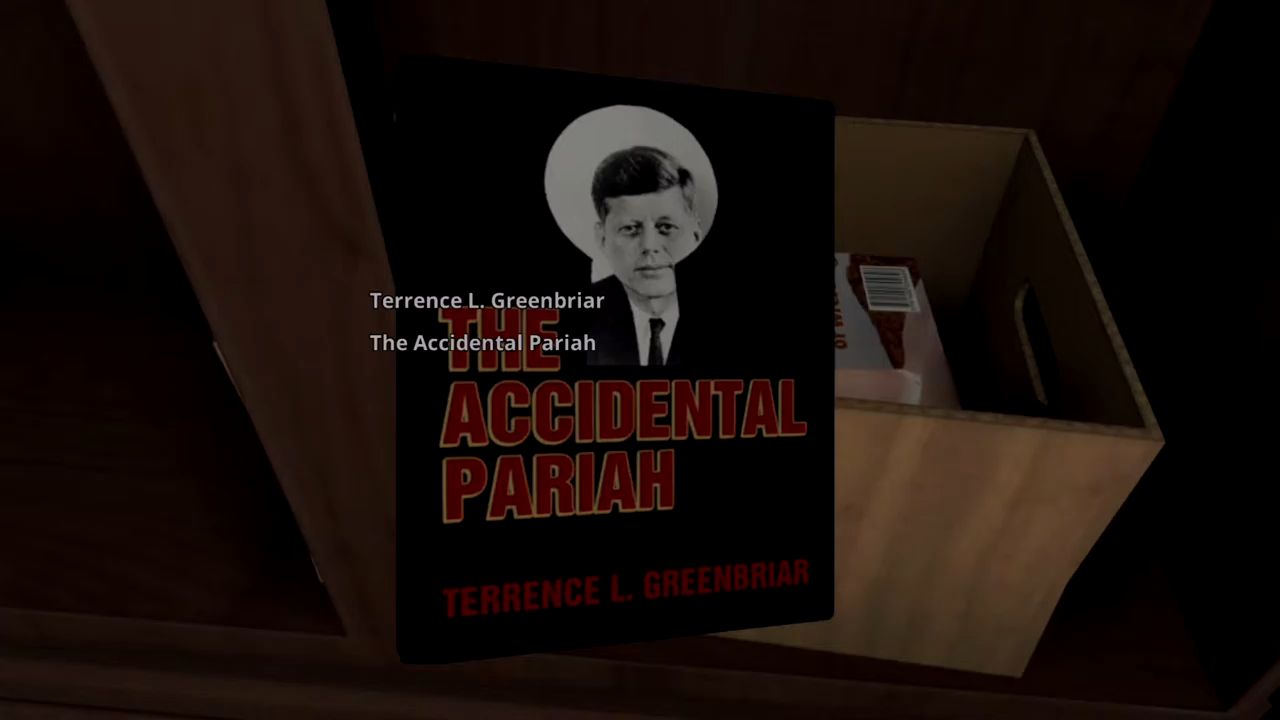 Terrence L. Greenbriar
The Accidental Pariah
THE
ACCIDENTAL
PARIAH
TERRENCE L. GREENBRIAR